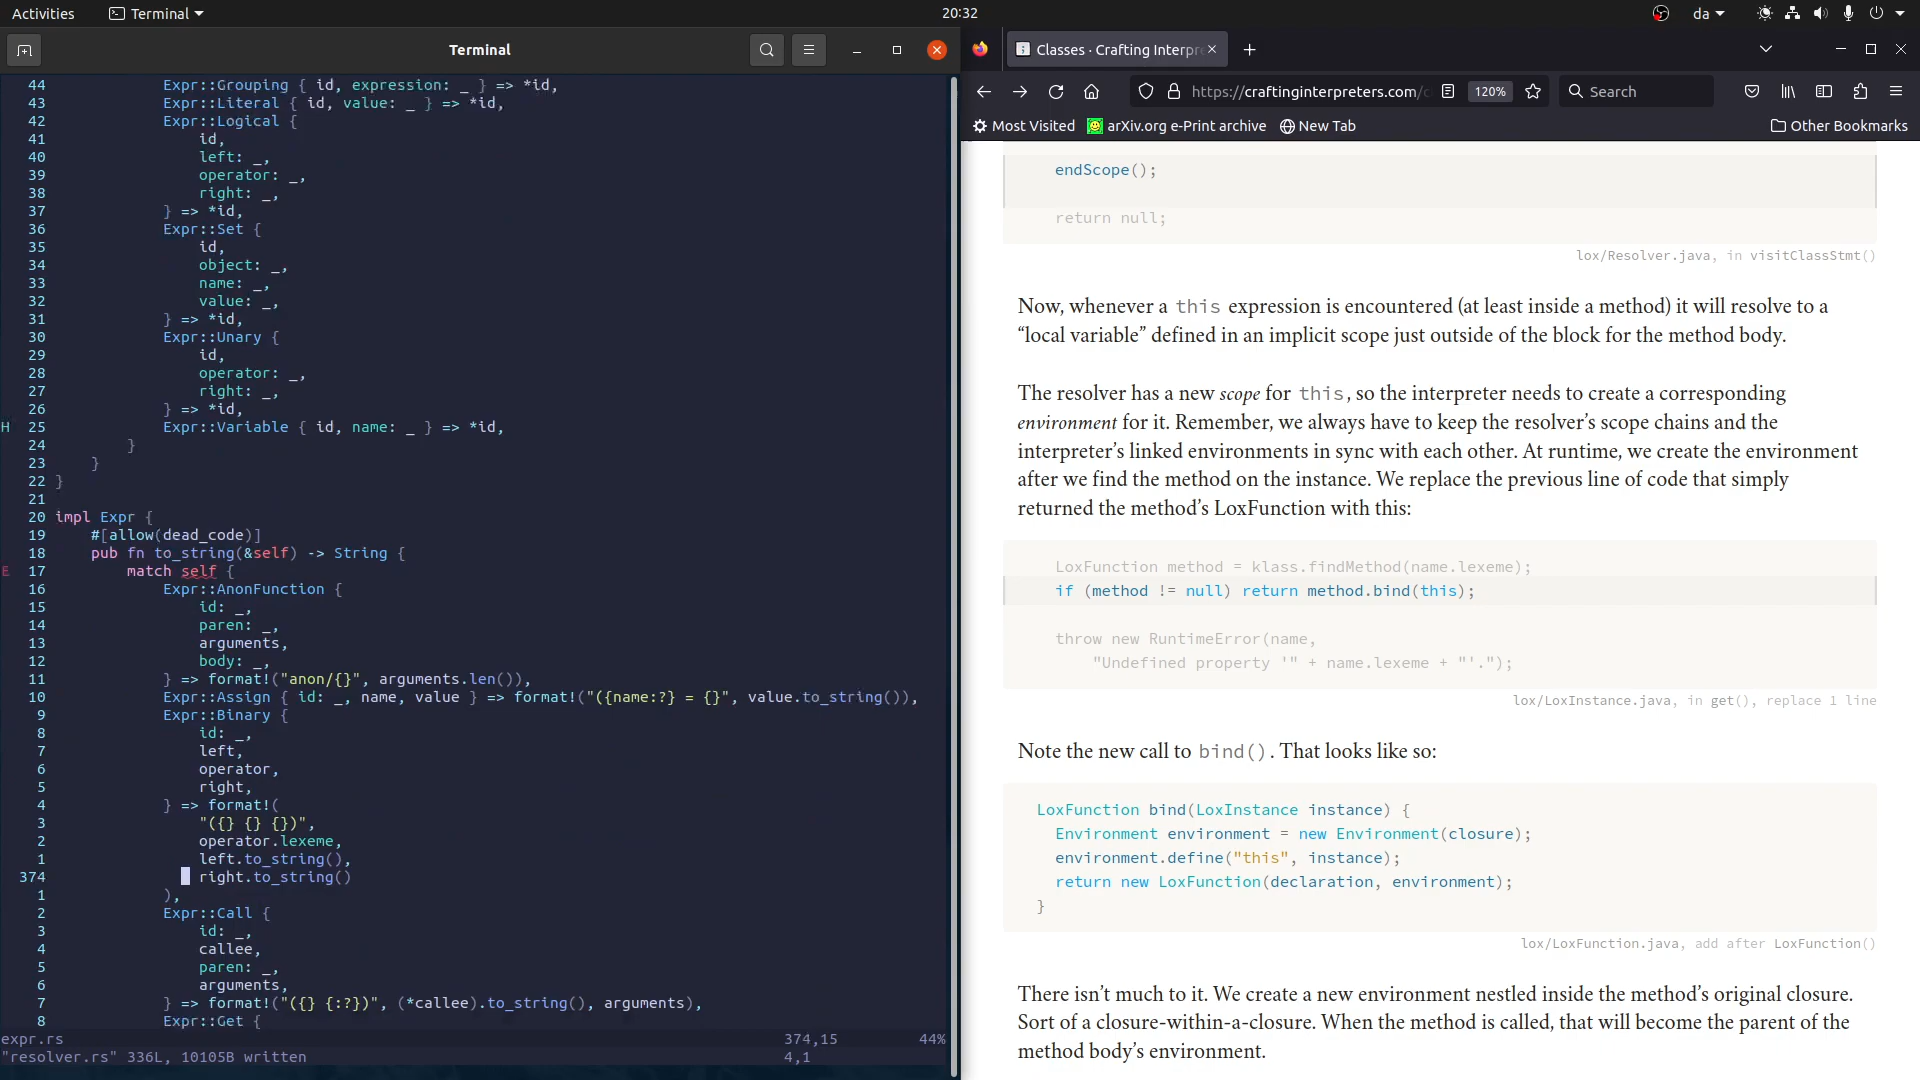 Activities
Terminal
20:32
da
Terminal
44 Expr::Grouping { id, expression: _ } => *id,
43 Expr::Literal { id, value: _ } => *id,
42 Expr::Logical {
41 id,
40 left: _,
39 operator: _,
38 right: _,
37 } => *id,
36 Expr::Set {
35 id,
34 object: _,
33 name: _,
32 value: _,
31 } => *id,
30 Expr::Unary {
29 id,
28 operator: _,
27 right: _,
26 } => *id,
H 25 Expr::Variable { id, name: _ } => *id,
24 }
23 }
22 }
21
20 impl Expr {
19 #[allow(dead_code)]
18 pub fn to_string(&self) -> String {
E 17 match self {
16 Expr::AnonFunction {
15 id: _,
14 paren: _,
13 arguments,
12 body: _,
11 } => format!("anon/{}", arguments.len()),
10 Expr::Assign { id: _, name, value } => format!("({name:?} = {}", value.to_string()),
9 Expr::Binary {
8 id: _,
7 left,
6 operator,
5 right,
4 } => format!(
3 "({} {} {})",
2 operator.lexeme,
1 left.to_string(),
374 right.to_string()
1 ),
2 Expr::Call {
3 id: _,
4 callee,
5 paren: _,
6 arguments,
7 } => format!("({} {:?})", (*callee).to_string(), arguments),
8 Expr::Get {
expr.rs 374,15 44%
"resolver.rs" 336L, 10105B written 4,1
Classes · Crafting Interpr
https://craftinginterpreters.com/c
120%
Search
Most Visited
arXiv.org e-Print archive
New Tab
Other Bookmarks
endScope();
return null;
lox/Resolver.java, in visitClassStmt()
Now, whenever a this expression is encountered (at least inside a method) it will resolve to a
“local variable” defined in an implicit scope just outside of the block for the method body.
The resolver has a new scope for this, so the interpreter needs to create a corresponding
environment for it. Remember, we always have to keep the resolver’s scope chains and the
interpreter’s linked environments in sync with each other. At runtime, we create the environment
after we find the method on the instance. We replace the previous line of code that simply
returned the method’s LoxFunction with this:
LoxFunction method = klass.findMethod(name.lexeme);
if (method != null) return method.bind(this);
throw new RuntimeError(name,
"Undefined property '" + name.lexeme + "'.");
lox/LoxInstance.java, in get(), replace 1 line
Note the new call to bind(). That looks like so:
LoxFunction bind(LoxInstance instance) {
Environment environment = new Environment(closure);
environment.define("this", instance);
return new LoxFunction(declaration, environment);
}
lox/LoxFunction.java, add after LoxFunction()
There isn’t much to it. We create a new environment nestled inside the method’s original closure.
Sort of a closure-within-a-closure. When the method is called, that will become the parent of the
method body’s environment.